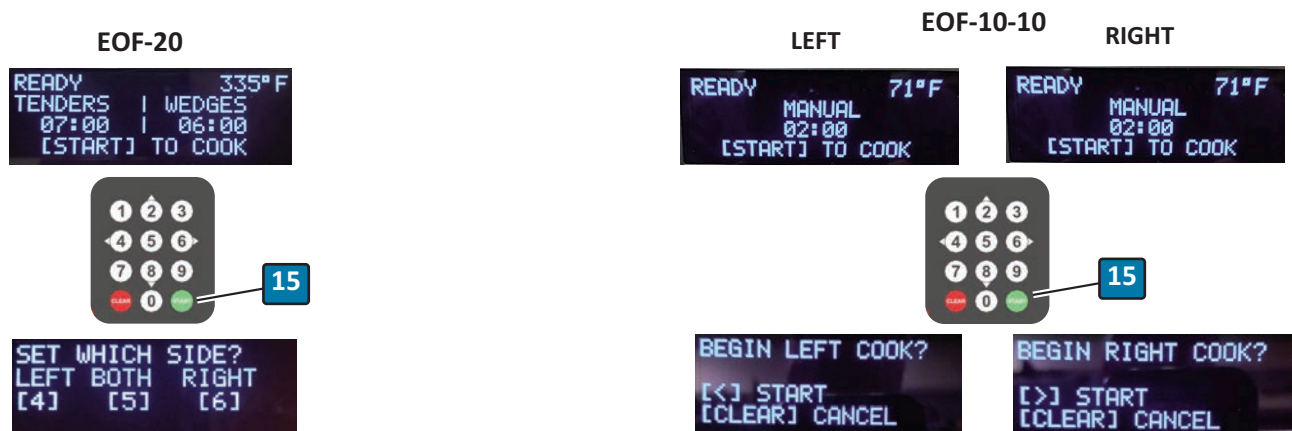 EOF-20
READY 335°F
TENDERS | WEDGES
07:00 | 06:00
[START] TO COOK
1 2 3
4 5 6
7 8 9
CLEAR 0 START
15
SET WHICH SIDE?
LEFT BOTH RIGHT
[4] [5] [6]
EOF-10-10
LEFT RIGHT
READY 71°F
MANUAL
02:00
[START] TO COOK
READY 71°F
MANUAL
02:00
[START] TO COOK
1 2 3
4 5 6
7 8 9
CLEAR 0 START
15
BEGIN LEFT COOK?
[<] START
[CLEAR] CANCEL
BEGIN RIGHT COOK?
[>] START
[CLEAR] CANCEL